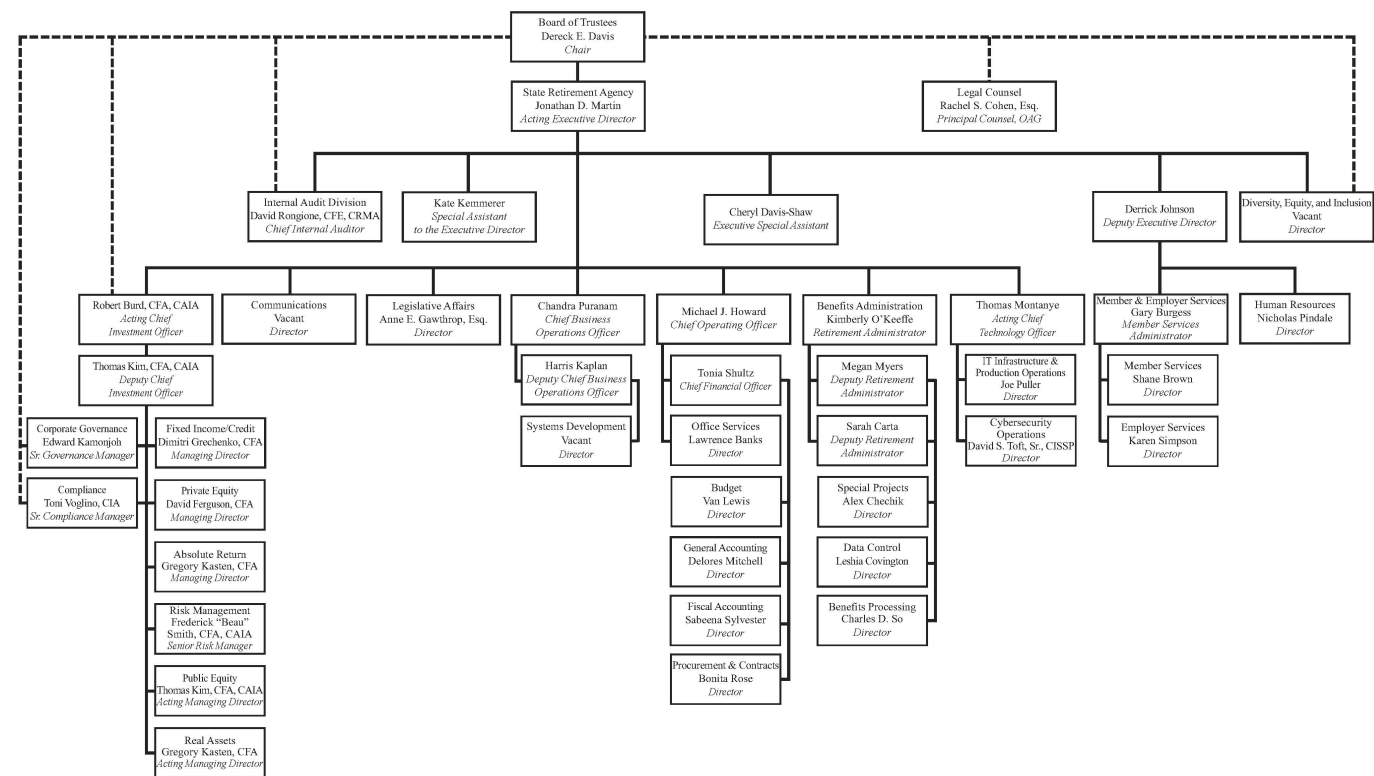 Board of Trustees
Dereck E. Davis
Chair
State Retirement Agency
Jonathan D. Martin
Acting Executive Director
Legal Counsel
Rachel S. Cohen, Esq.
Principal Counsel, OAG
Internal Audit Division
David Rongione, CFE, CRMA
Chief Internal Auditor
Kate Kemmerer
Special Assistant
to the Executive Director
Cheryl Davis-Shaw
Executive Special Assistant
Derrick Johnson
Deputy Executive Director
Diversity, Equity, and Inclusion
Vacant
Director
Robert Burd, CFA, CAIA
Acting Chief
Investment Officer
Communications
Vacant
Director
Legislative Affairs
Anne E. Gawthrop, Esq.
Director
Chandra Puranam
Chief Business
Operations Officer
Michael J. Howard
Chief Operating Officer
Benefits Administration
Kimberly O'Keeffe
Retirement Administrator
Thomas Montanye
Acting Chief
Technology Officer
Member & Employer Services
Gary Burgess
Member Services
Administrator
Human Resources
Nicholas Pindale
Director
Thomas Kim, CFA, CAIA
Deputy Chief
Investment Officer
Harris Kaplan
Deputy Chief Business
Operations Officer
Tonia Shultz
Chief Financial Officer
Megan Myers
Deputy Retirement
Administrator
IT Infrastructure &
Production Operations
Joe Puller
Director
Member Services
Shane Brown
Director
Corporate Governance
Edward Kamonjoh
Sr. Governance Manager
Fixed Income/Credit
Dimitri Grechenko, CFA
Managing Director
Systems Development
Vacant
Director
Office Services
Lawrence Banks
Director
Sarah Carta
Deputy Retirement
Administrator
Cybersecurity
Operations
David S. Toft, Sr., CISSP
Director
Employer Services
Karen Simpson
Director
Compliance
Toni Voglino, CIA
Sr. Compliance Manager
Private Equity
David Ferguson, CFA
Managing Director
Budget
Van Lewis
Director
Special Projects
Alex Chechik
Director
Absolute Return
Gregory Kasten, CFA
Managing Director
General Accounting
Delores Mitchell
Director
Data Control
Leshia Covington
Director
Risk Management
Frederick "Beau"
Smith, CFA, CAIA
Senior Risk Manager
Fiscal Accounting
Sabeena Sylvester
Director
Benefits Processing
Charles D. So
Director
Public Equity
Thomas Kim, CFA, CAIA
Acting Managing Director
Procurement & Contracts
Bonita Rose
Director
Real Assets
Gregory Kasten, CFA
Acting Managing Director